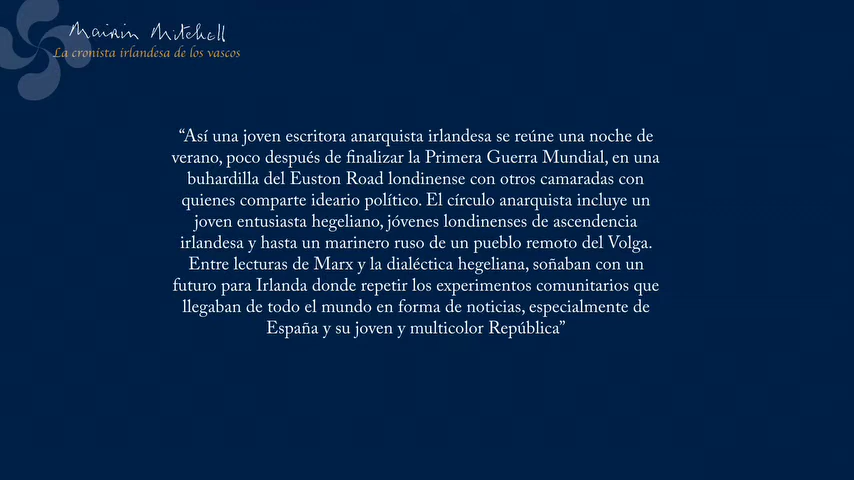 Mairin Mitchell
La cronista irlandesa de los vascos
“Así una joven escritora anarquista irlandesa se reúne una noche de
verano, poco después de finalizar la Primera Guerra Mundial, en una
buhardilla del Euston Road londinense con otros camaradas con
quienes comparte ideario político. El círculo anarquista incluye un
joven entusiasta hegeliano, jóvenes londinenses de ascendencia
irlandesa y hasta un marinero ruso de un pueblo remoto del Volga.
Entre lecturas de Marx y la dialéctica hegeliana, soñaban con un
futuro para Irlanda donde repetir los experimentos comunitarios que
llegaban de todo el mundo en forma de noticias, especialmente de
España y su joven y multicolor República”